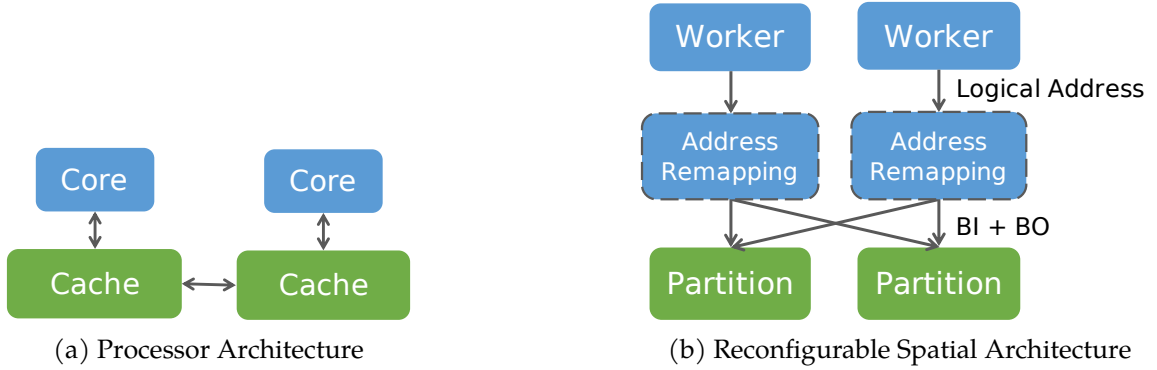 Core
Core
Cache
Cache
(a) Processor Architecture
Worker
Worker
Logical Address
Address
Remapping
Address
Remapping
BI + BO
Partition
Partition
(b) Reconfigurable Spatial Architecture